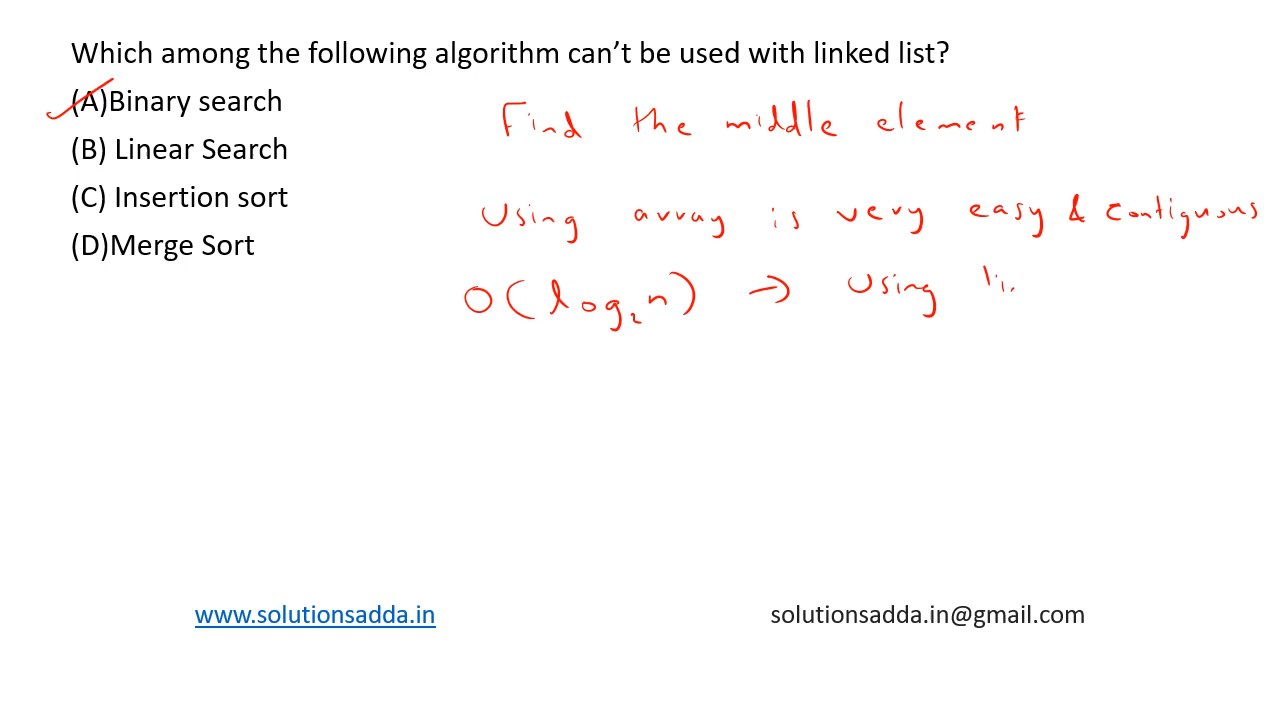 Which among the following algorithm can’t be used with linked list?
(A)Binary search
(B) Linear Search
(C) Insertion sort
(D)Merge Sort
Find the middle element
Using array is very easy & contiguous
O(log₂n) → Using li
www.solutionsadda.in
solutionsadda.in@gmail.com